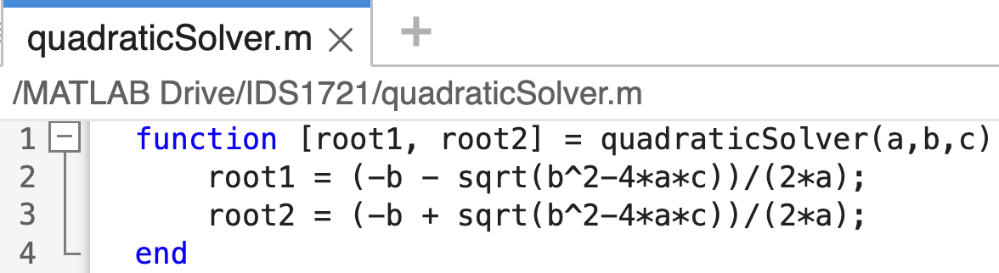 quadraticSolver.m ×
/MATLAB Drive/IDS1721/quadraticSolver.m
1 function [root1, root2] = quadraticSolver(a,b,c)
2 root1 = (-b - sqrt(b^2-4*a*c))/(2*a);
3 root2 = (-b + sqrt(b^2-4*a*c))/(2*a);
4 end